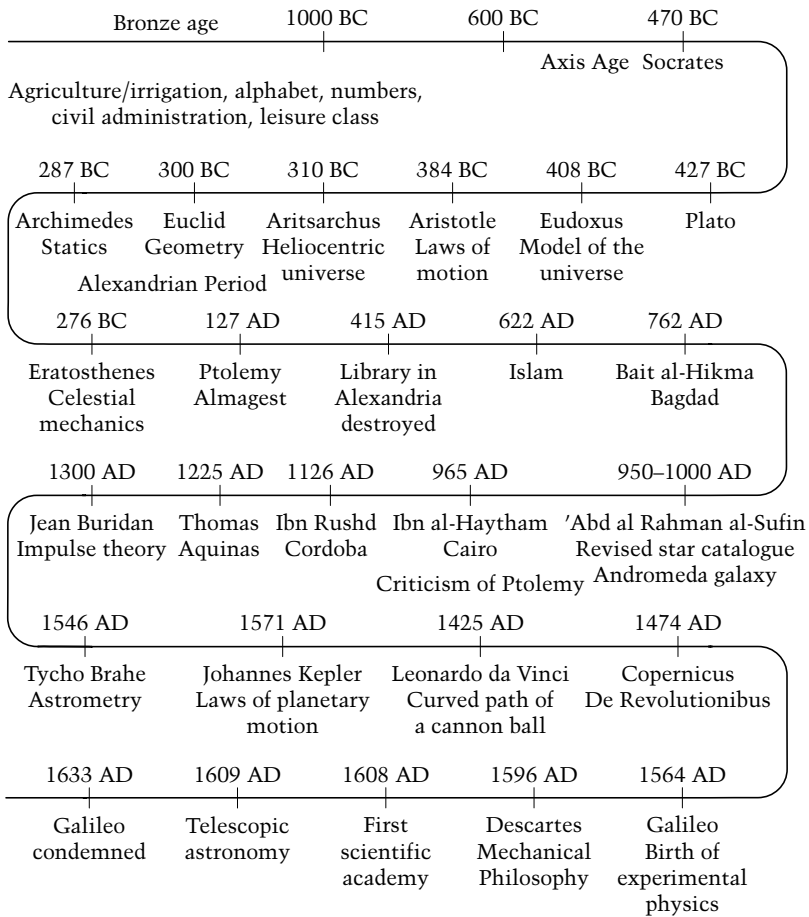 Bronze age 1000 BC 600 BC 470 BC
Axis Age Socrates
Agriculture/irrigation, alphabet, numbers,
civil administration, leisure class
287 BC 300 BC 310 BC 384 BC 408 BC 427 BC
Archimedes Euclid Aritsarchus Aristotle Eudoxus Plato
Statics Geometry Heliocentric Laws of Model of the
universe motion universe
Alexandrian Period
276 BC 127 AD 415 AD 622 AD 762 AD
Eratosthenes Ptolemy Library in Islam Bait al-Hikma
Celestial Almagest Alexandria Bagdad
mechanics destroyed
1300 AD 1225 AD 1126 AD 965 AD 950–1000 AD
Jean Buridan Thomas Ibn Rushd Ibn al-Haytham 'Abd al Rahman al-Sufin
Impulse theory Aquinas Cordoba Cairo Revised star catalogue
Criticism of Ptolemy Andromeda galaxy
1546 AD 1571 AD 1425 AD 1474 AD
Tycho Brahe Johannes Kepler Leonardo da Vinci Copernicus
Astrometry Laws of planetary Curved path of De Revolutionibus
motion a cannon ball
1633 AD 1609 AD 1608 AD 1596 AD 1564 AD
Galileo Telescopic First Descartes Galileo
condemned astronomy scientific Mechanical Birth of
academy Philosophy experimental
physics